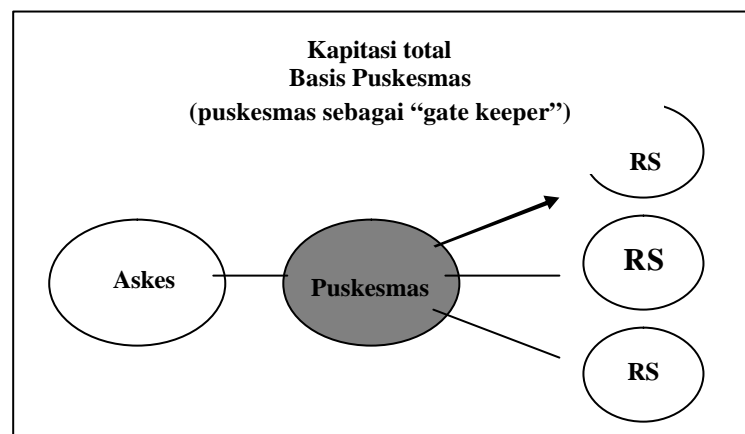 Kapitasi total
Basis Puskesmas
(puskesmas sebagai “gate keeper”)
RS
Askes
Puskesmas
RS
RS